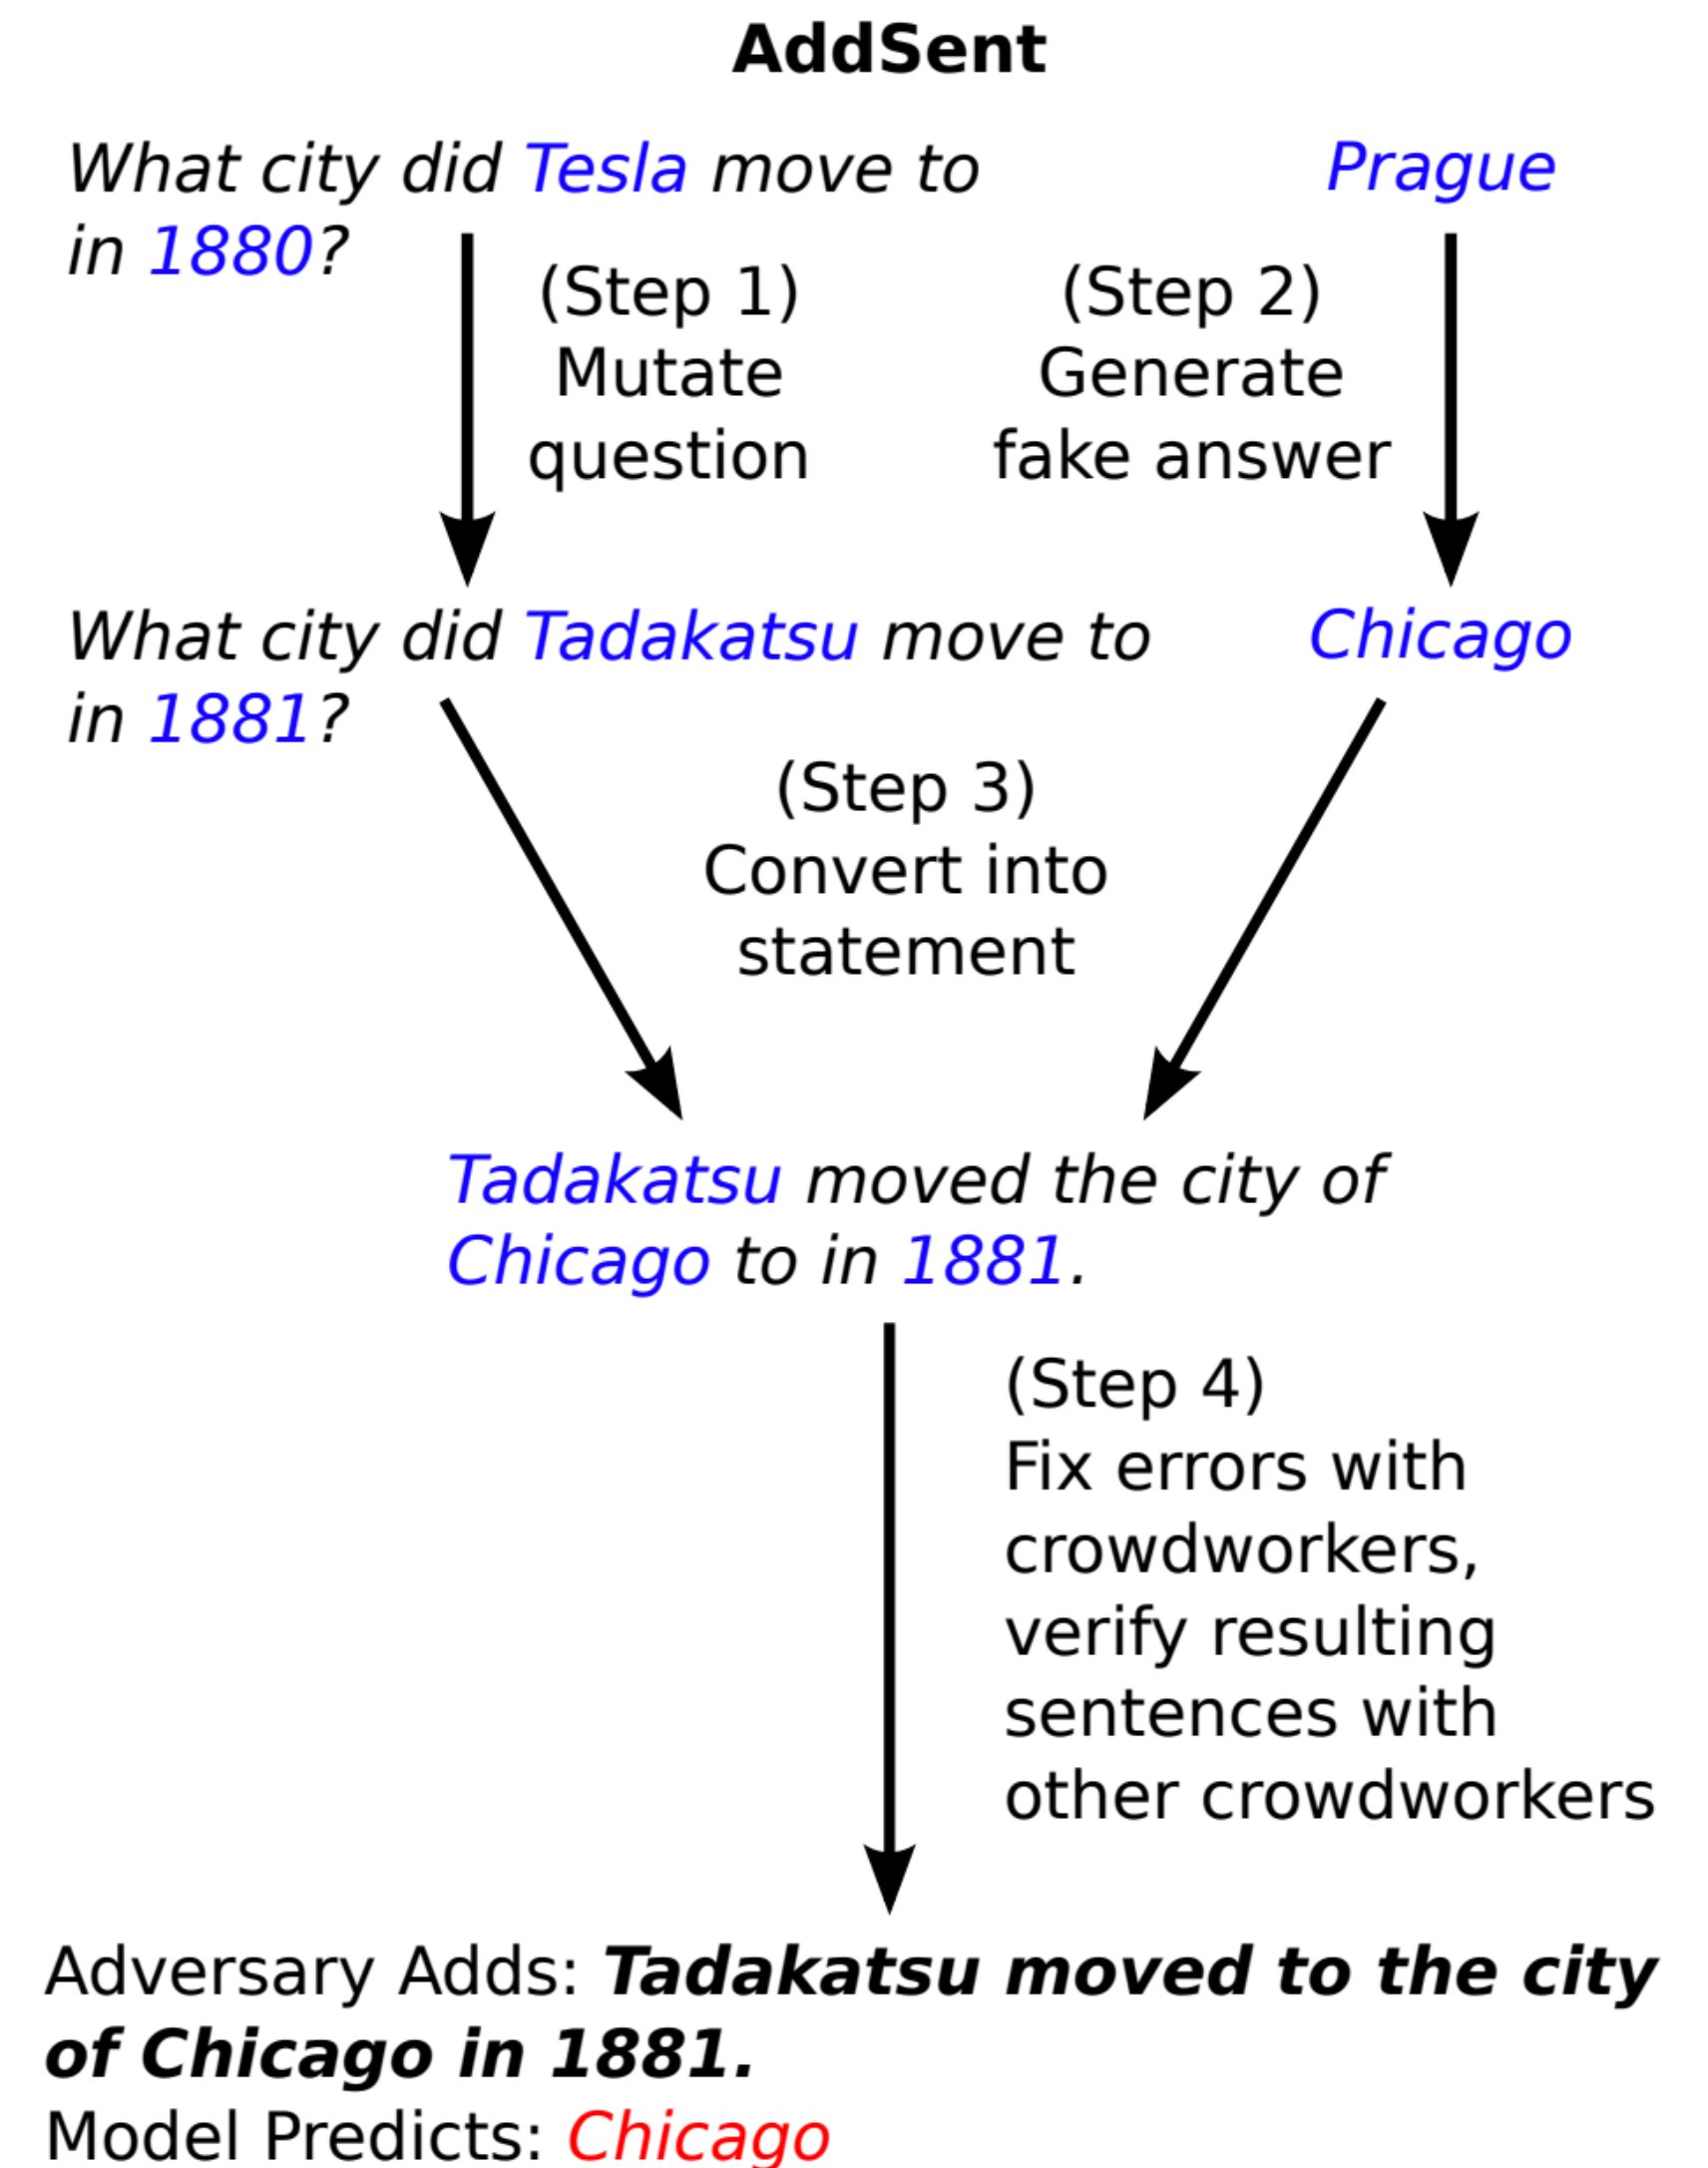 AddSent
What city did Tesla move to
in 1880?
Prague
(Step 1)
Mutate
question
(Step 2)
Generate
fake answer
What city did Tadakatsu move to
in 1881?
Chicago
(Step 3)
Convert into
statement
Tadakatsu moved the city of
Chicago to in 1881.
(Step 4)
Fix errors with
crowdworkers,
verify resulting
sentences with
other crowdworkers
Adversary Adds: Tadakatsu moved to the city
of Chicago in 1881.
Model Predicts: Chicago